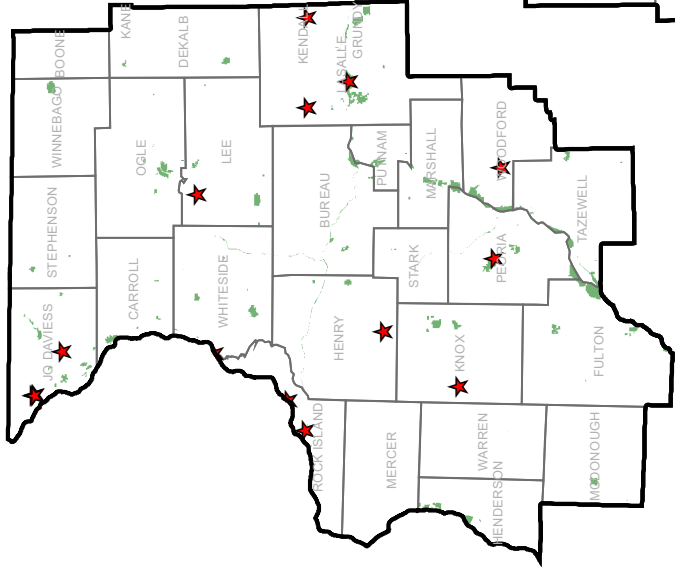 KANE
BOONE
DEKALB
KENDALL
LASALLE
GRUNDY
WINNEBAGO
OGLE
LEE
BUREAU
PUTNAM
MARSHALL
WOODFORD
TAZEWELL
STEPHENSON
CARROLL
WHITESIDE
STARK
PEORIA
JO DAVIESS
HENRY
KNOX
FULTON
ROCK ISLAND
MERCER
WARREN
HENDERSON
MCDONOUGH